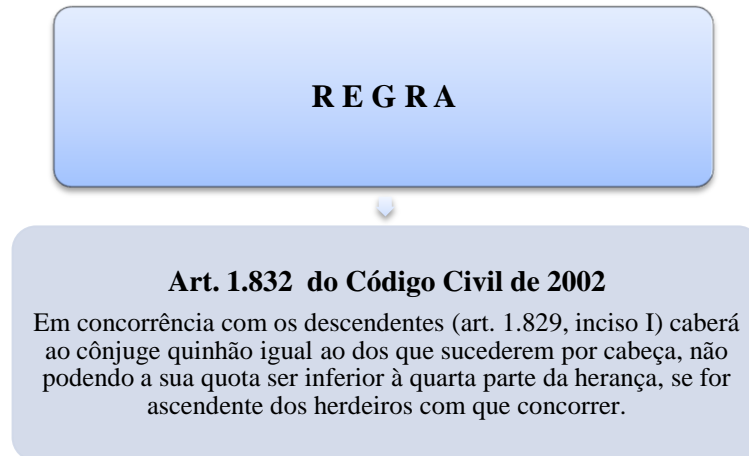 R E G R A
Art. 1.832 do Código Civil de 2002
Em concorrência com os descendentes (art. 1.829, inciso I) caberá
ao cônjuge quinhão igual ao dos que sucederem por cabeça, não
podendo a sua quota ser inferior à quarta parte da herança, se for
ascendente dos herdeiros com que concorrer.